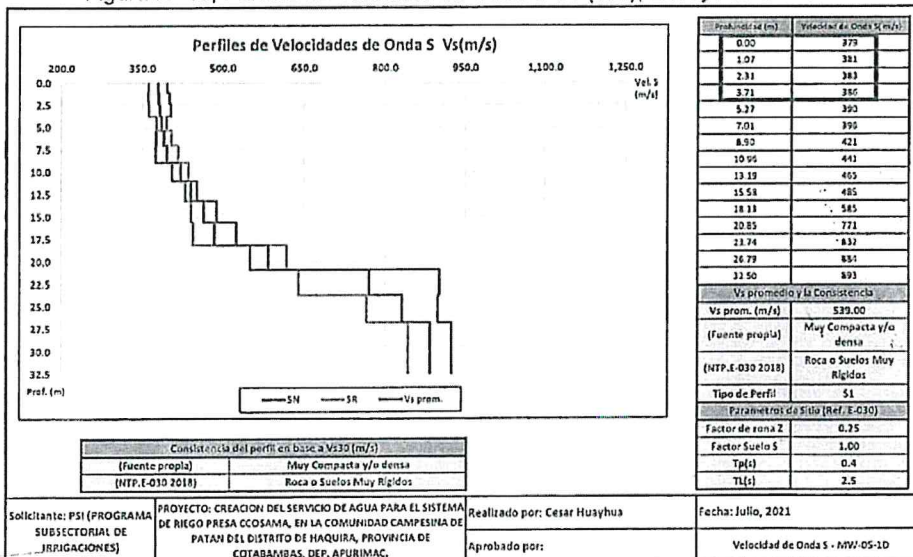 Perfiles de Velocidades de Onda S Vs(m/s)
200.0 350.0 500.0 650.0 800.0 950.0 1,100.0 1,250.0
Vel. S
(m/s)
0.0
2.5
5.0
7.5
10.0
12.5
15.0
17.5
20,0
22.5
25.0
27.5
30.0
32.5
Prof. (m)
SN SR Vs prom.
Profundidad (m) Velocidad de Onda S(m/s)
0.00 379
1.07 381
2.31 383
3.71 386
5.27 390
7.01 396
8.90 421
10.96 441
13.19 465
15.58 485
18.13 585
20.85 771
23.74 832
26.79 884
32.50 893
Vs promedio y la Consistencia
Vs prom. (m/s) 539.00
(Fuente propia) Muy Compacta y/o
densa
(NTP.E-030 2018) Roca o Suelos Muy
Rigidos
Tipo de Perfil S1
Parametros de Sitio (Ref. E-030)
Factor de zona Z 0.25
Factor Suelo S 1.00
Tp(s) 0.4
TL(s) 2.5
Consistencia del perfil en base a Vs30 (m/s)
(Fuente propia) Muy Compacta y/o densa
(NTP.E-030 2018) Roca o Suelos Muy Rigidos
Solicitante: PSI (PROGRAMA
SUBSECTORIAL DE
IRRIGACIONES)
PROYECTO: CREACION DEL SERVICIO DE AGUA PARA EL SISTEMA
DE RIEGO PRESA CCOSAMA, EN LA COMUNIDAD CAMPESINA DE
PATAN DEL DISTRITO DE HAQUIRA, PROVINCIA DE
COTABAMBAS, DEP. APURIMAC.
Realizado por: Cesar Huayhua
Aprobado por:
Fecha: Julio, 2021
Velocidad de Onda S - MW-05-1D